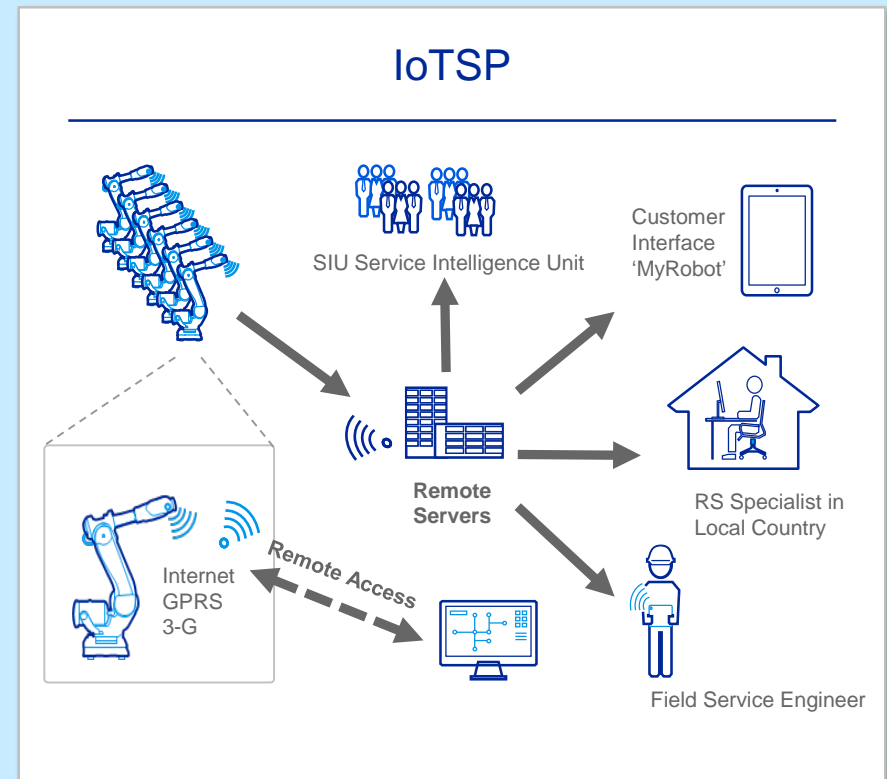 IoTSP
SIU Service Intelligence Unit
Customer
Interface
‘MyRobot’
Remote
Servers
RS Specialist in
Local Country
Internet
GPRS
3-G
Remote Access
Field Service Engineer